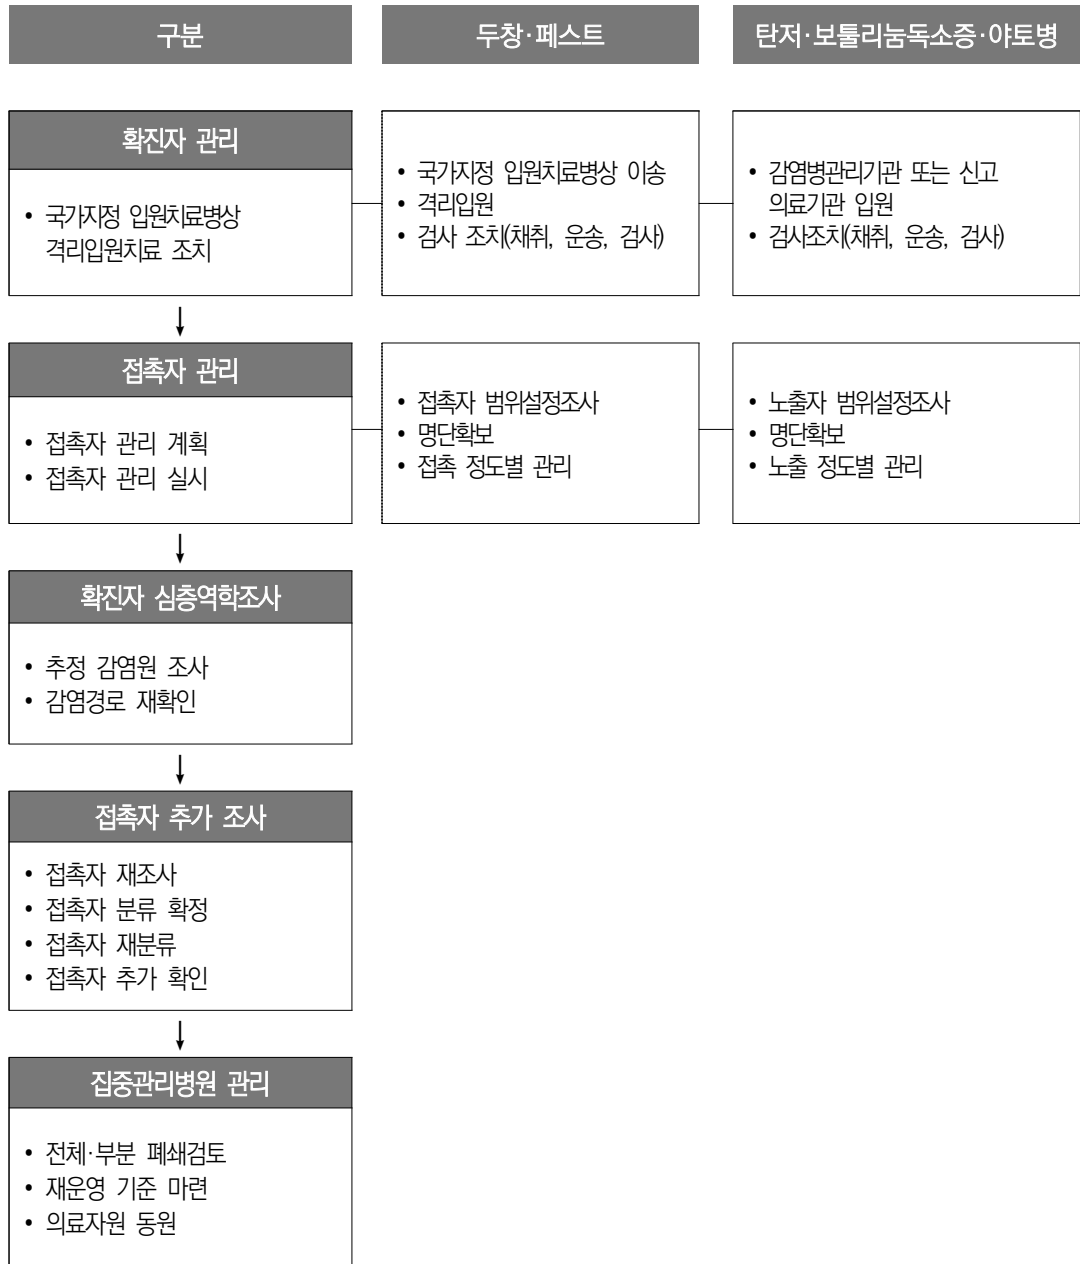 구분
두창·페스트
탄저·보툴리눔독소증·야토병
확진자 관리
• 국가지정 입원치료병상
격리입원치료 조치
• 국가지정 입원치료병상 이송
• 격리입원
• 검사 조치(채취, 운송, 검사)
• 감염병관리기관 또는 신고
의료기관 입원
• 검사조치(채취, 운송, 검사)
접촉자 관리
• 접촉자 관리 계획
• 접촉자 관리 실시
• 접촉자 범위설정조사
• 명단확보
• 접촉 정도별 관리
• 노출자 범위설정조사
• 명단확보
• 노출 정도별 관리
확진자 심층역학조사
• 추정 감염원 조사
• 감염경로 재확인
접촉자 추가 조사
• 접촉자 재조사
• 접촉자 분류 확정
• 접촉자 재분류
• 접촉자 추가 확인
집중관리병원 관리
• 전체·부분 폐쇄검토
• 재운영 기준 마련
• 의료자원 동원